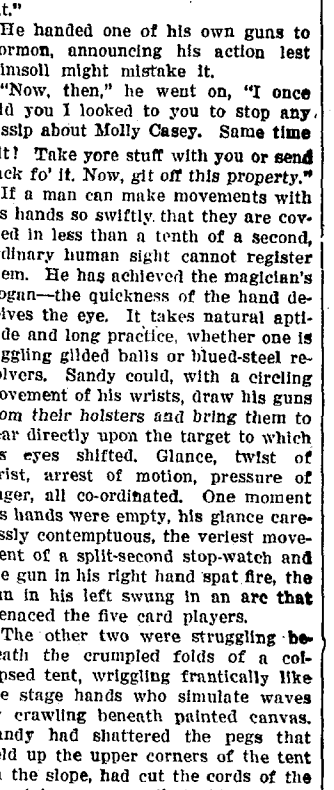 t."
He handed one of his own guns to
ormon, announcing his action lest
imsoll might mistake it.
"Now, then," he went on, "I once
ld you I looked to you to stop any
ssip about Molly Casey. Same time
it! Take yore stuff with you or send
ck fo' it. Now, git off this property."
If a man can make movements with
s hands so swiftly that they are cov-
ed in less than a tenth of a second,
dinary human sight cannot register
em. He has achieved the magician's
ogan—the quickness of the hand de-
ives the eye. It takes natural apti-
de and long practice, whether one is
ggling gilded balls or blued-steel re-
olvers. Sandy could, with a circling
ovement of his wrists, draw his guns
om their holsters and bring them to
ar directly upon the target to which
s eyes shifted. Glance, twist of
rist, arrest of motion, pressure of
nger, all co-ordinated. One moment
s hands were empty, his glance care-
ssly contemptuous, the veriest move-
ent of a split-second stop-watch and
e gun in his right hand spat fire, the
un in his left swung in an arc that
enaced the five card players.
The other two were struggling be-
eath the crumpled folds of a col-
psed tent, wriggling frantically like
e stage hands who simulate waves
y crawling beneath painted canvas.
andy had shattered the pegs that
eld up the upper corners of the tent
n the slope, had cut the cords of the